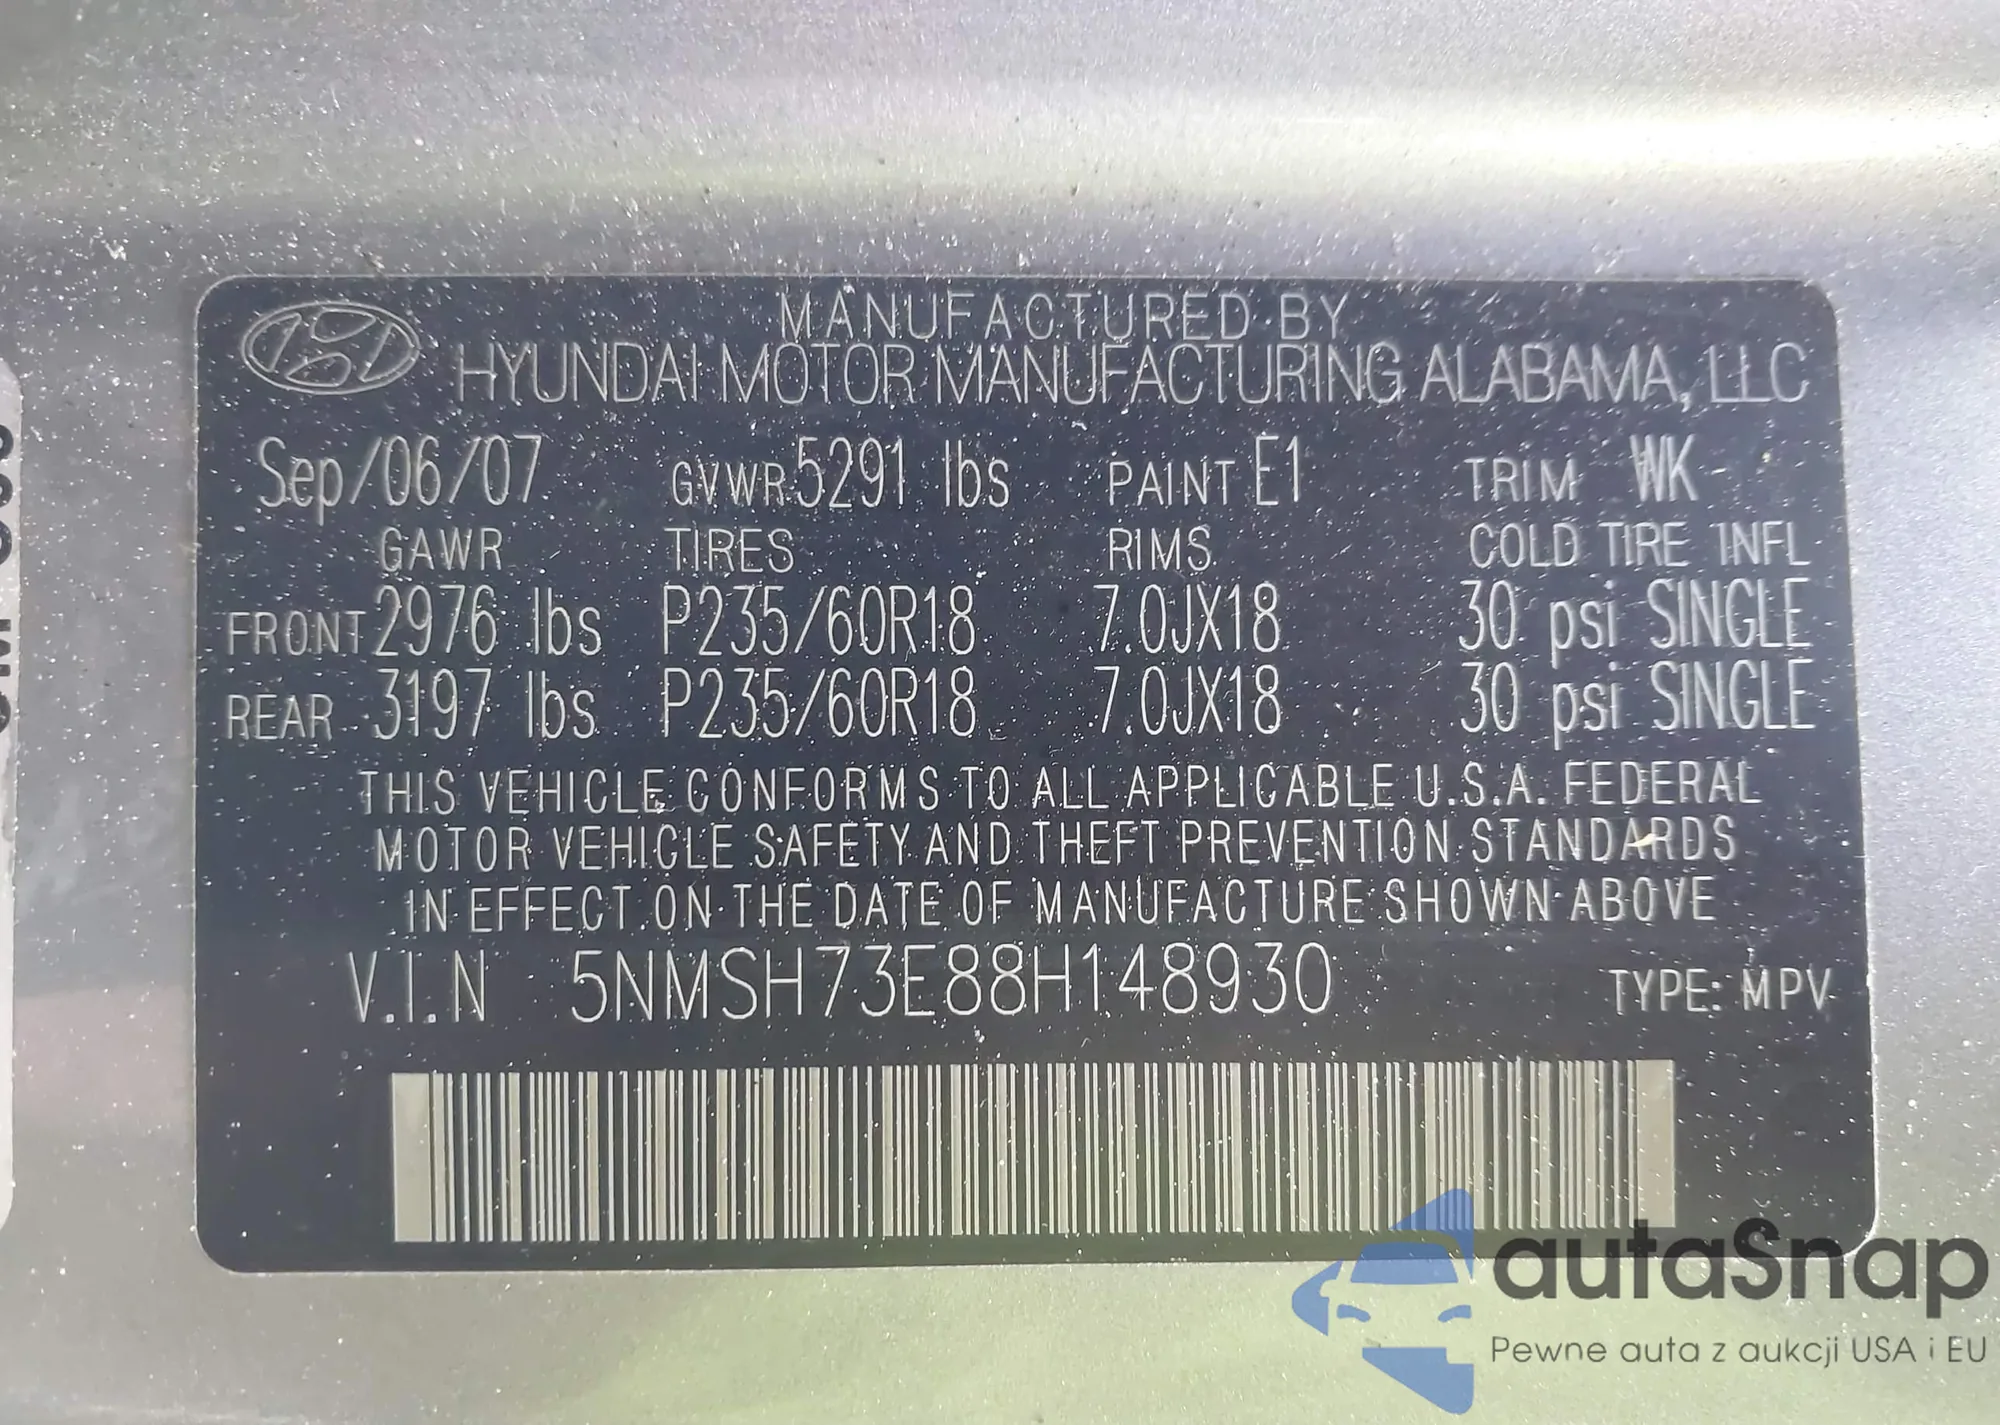 MANUFACTURED BY
HYUNDAI MOTOR MANUFACTURING ALABAMA, LLC
Sep/06/07 GVWR 5291 lbs PAINT E1 TRIM WK
GAWR TIRES RIMS COLD TIRE INFL
FRONT 2976 lbs P235/60R18 7.0JX18 30 psi SINGLE
REAR 3197 lbs P235/60R18 7.0JX18 30 psi SINGLE
THIS VEHICLE CONFORMS TO ALL APPLICABLE U.S.A. FEDERAL
MOTOR VEHICLE SAFETY AND THEFT PREVENTION STANDARDS
IN EFFECT ON THE DATE OF MANUFACTURE SHOWN ABOVE
V.I.N 5NMSH73E88H148930 TYPE: MPV
autaSnap
Pewne auta z aukcji USA i EU